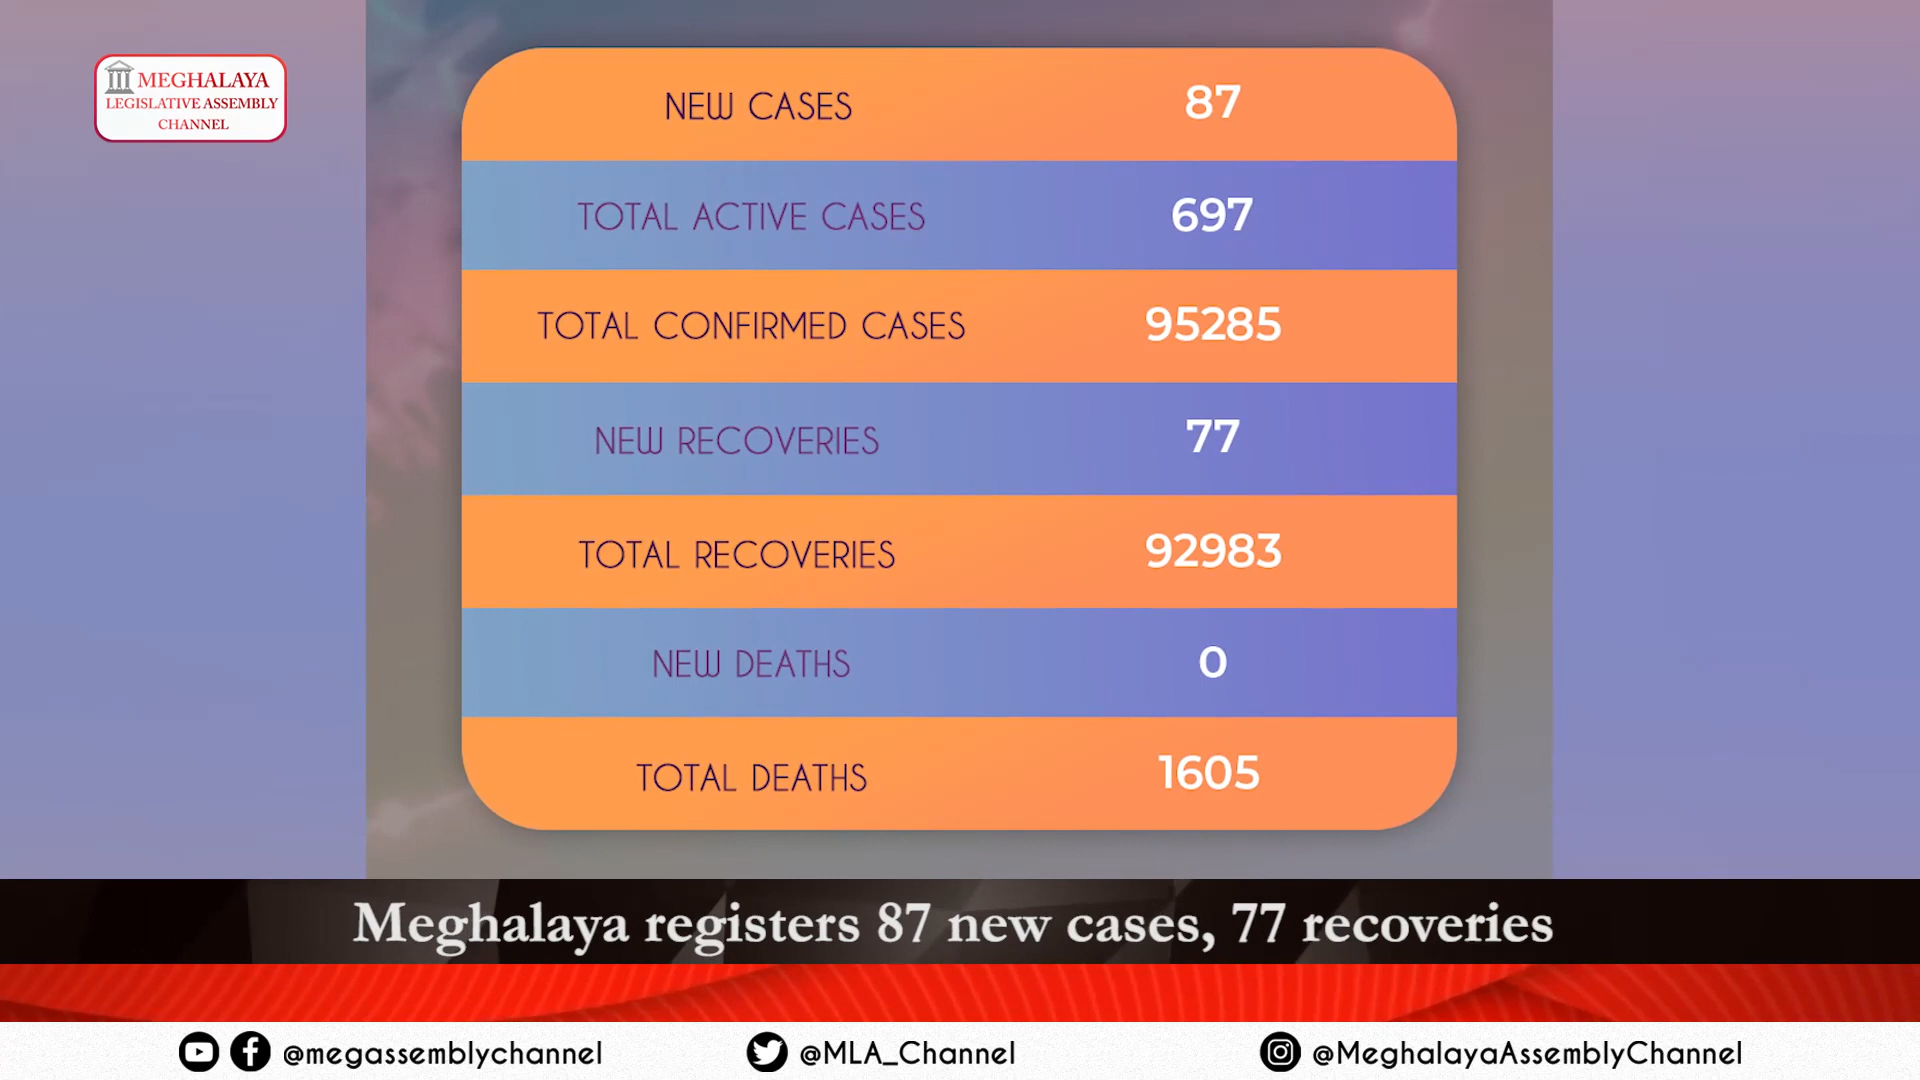 MEGHALAYA
LEGISLATIVE ASSEMBLY
CHANNEL
NEW CASES 87
TOTAL ACTIVE CASES 697
TOTAL CONFIRMED CASES 95285
NEW RECOVERIES 77
TOTAL RECOVERIES 92983
NEW DEATHS 0
TOTAL DEATHS 1605
Meghalaya registers 87 new cases, 77 recoveries
@megassemblychannel @MLA_Channel @MeghalayaAssemblyChannel